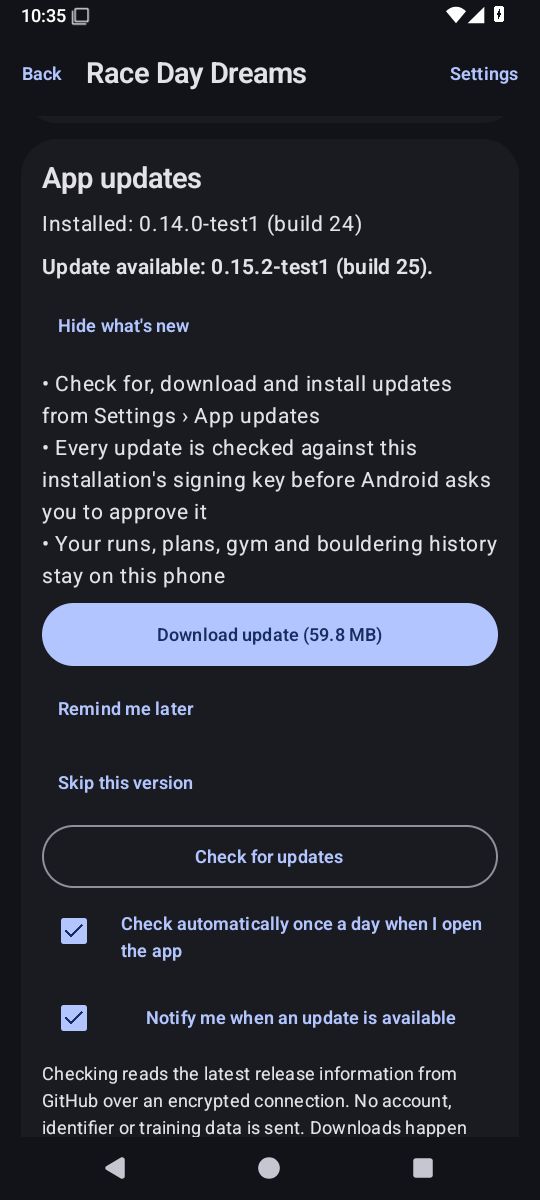 10:35
Back Race Day Dreams Settings
App updates
Installed: 0.14.0-test1 (build 24)
Update available: 0.15.2-test1 (build 25).
Hide what's new
• Check for, download and install updates
from Settings › App updates
• Every update is checked against this
installation's signing key before Android asks
you to approve it
• Your runs, plans, gym and bouldering history
stay on this phone
Download update (59.8 MB)
Remind me later
Skip this version
Check for updates
Check automatically once a day when I open
the app
Notify me when an update is available
Checking reads the latest release information from
GitHub over an encrypted connection. No account,
identifier or training data is sent. Downloads happen